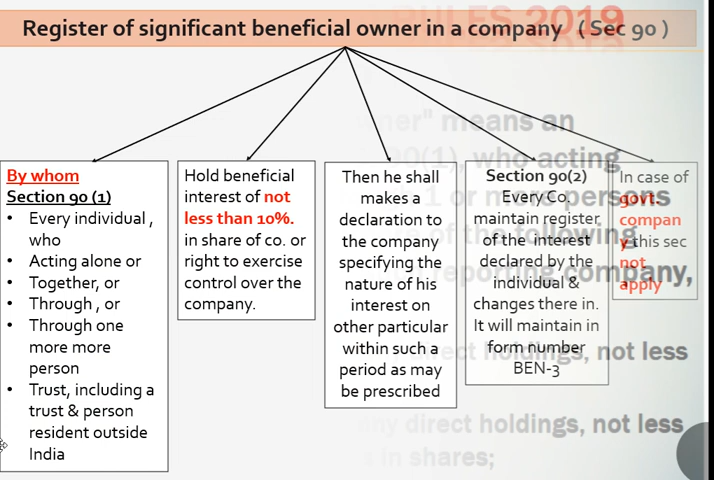 RULES 2019
Register of significant beneficial owner in a company ( Sec 90 )
By whom
Section 90 (1)
• Every individual ,
who
• Acting alone or
• Together, or
• Through , or
• Through one
more more
person
• Trust, including a
trust & person
resident outside
India
Hold beneficial
interest of not
less than 10%.
in share of co. or
right to exercise
control over the
company.
Then he shall
makes a
declaration to
the company
specifying the
nature of his
interest on
other particular
within such a
period as may
be prescribed
Section 90(2)
Every Co.
maintain register
of the interest
declared by the
individual &
changes there in.
It will maintain in
form number
BEN-3
In case of
govt.
compan
y this sec
not
apply
ner" means an
90(1), who acting
1 or more persons
of the following
reporting company,
direct holdings, not less
any direct holdings, not less
s in shares;